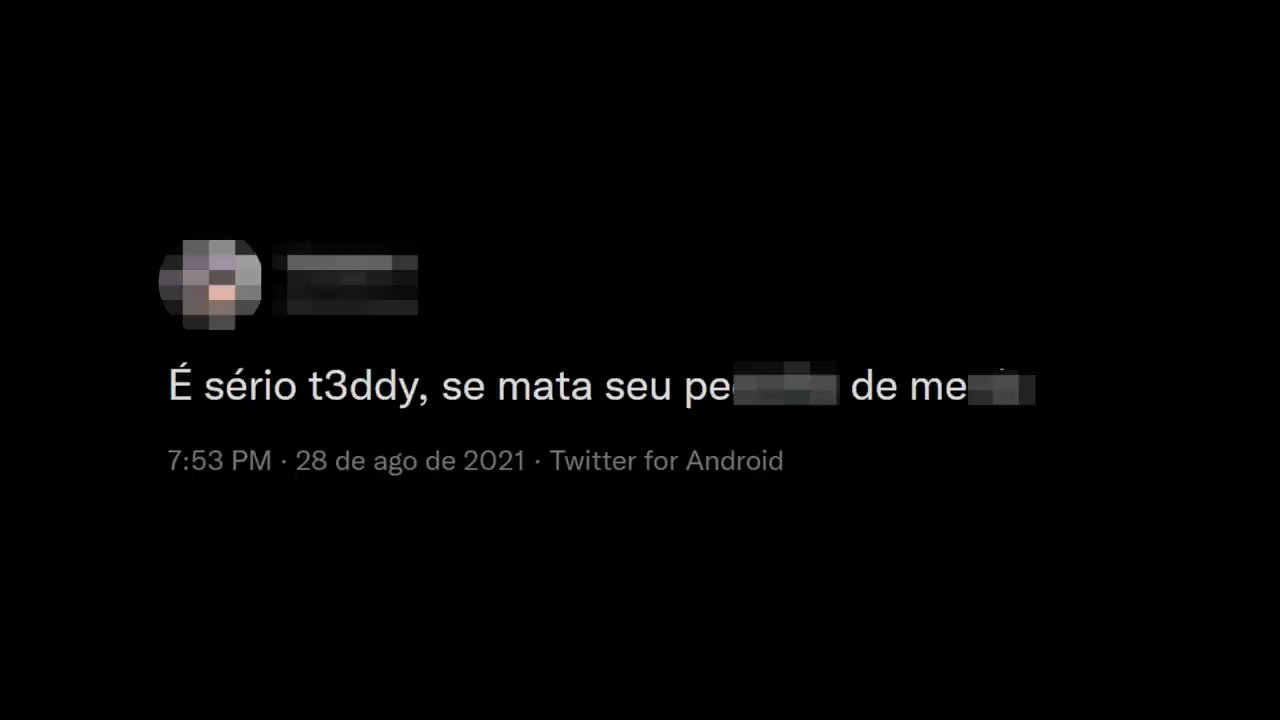 É sério t3ddy, se mata seu pe de me
7:53 PM · 28 de ago de 2021 · Twitter for Android